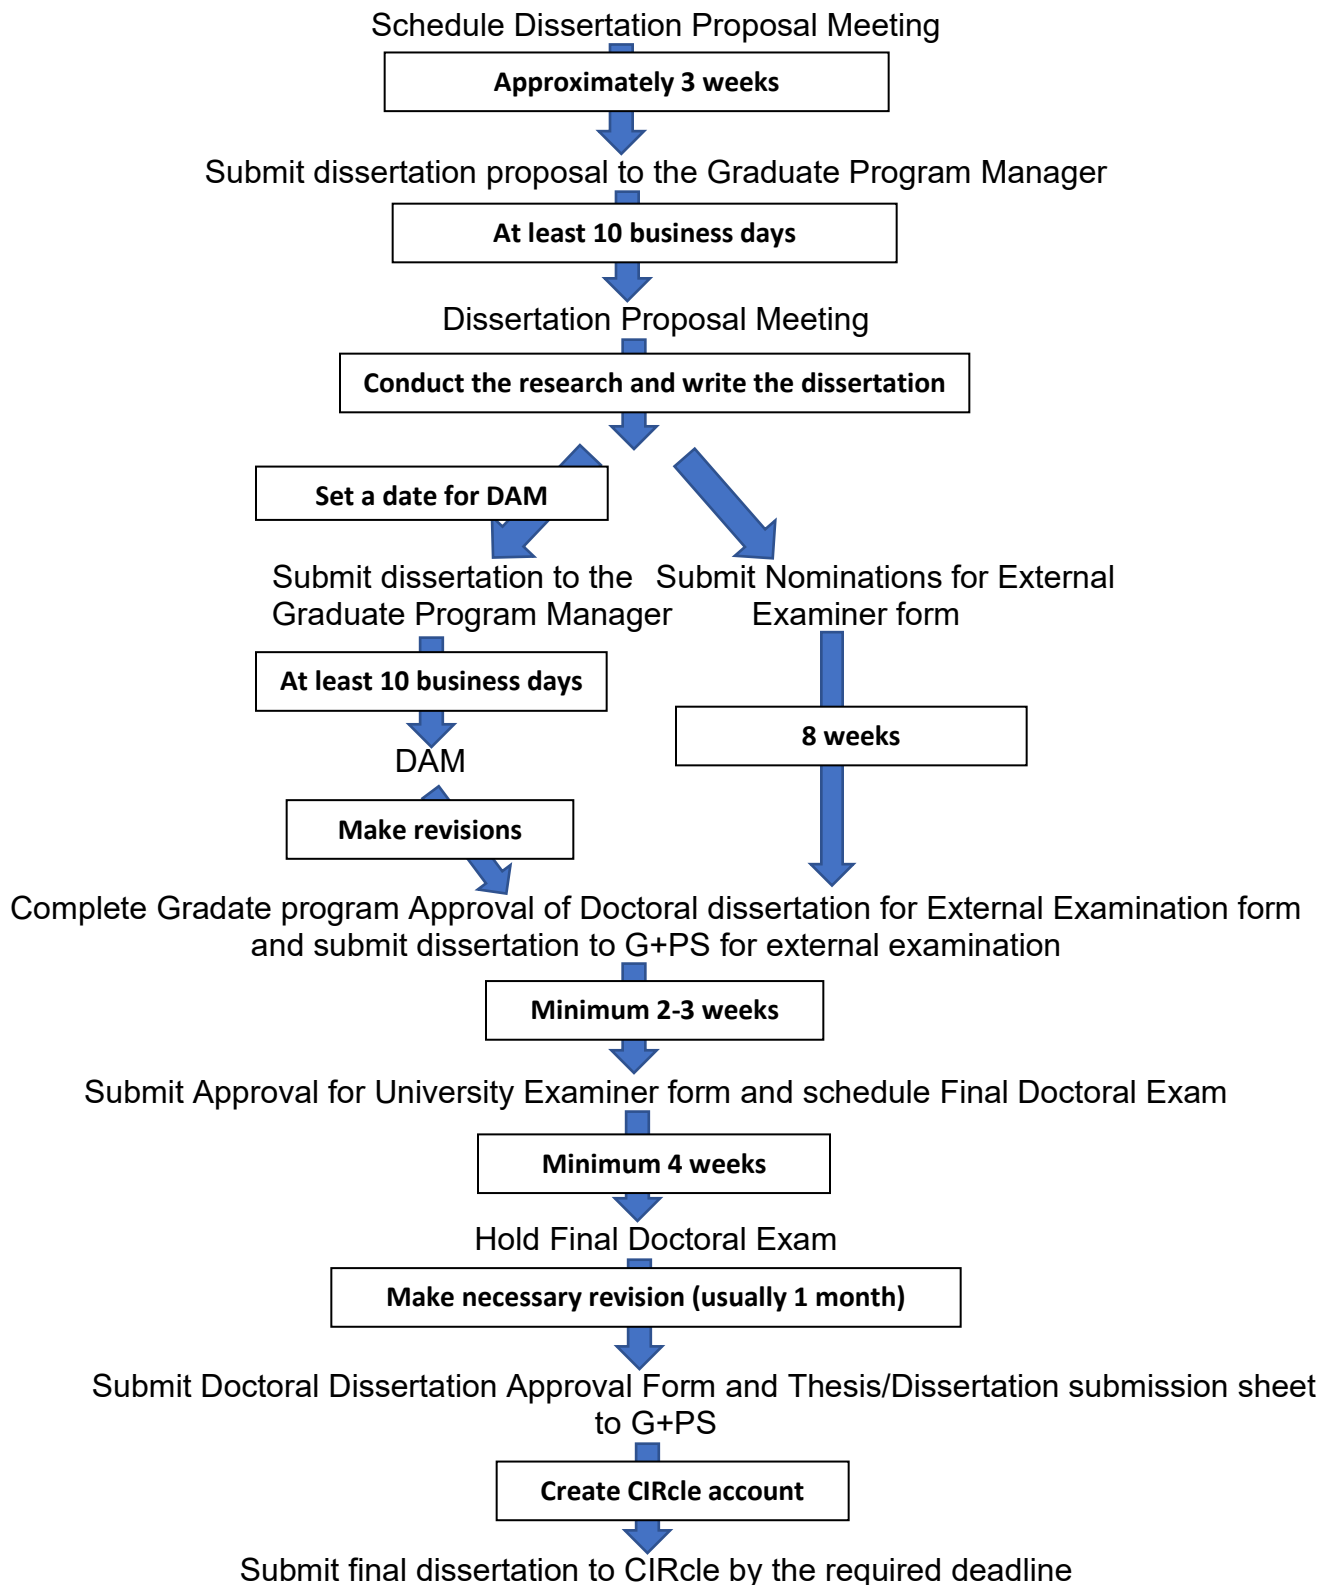 Schedule Dissertation Proposal Meeting
Approximately 3 weeks
Submit dissertation proposal to the Graduate Program Manager
At least 10 business days
Dissertation Proposal Meeting
Conduct the research and write the dissertation
Set a date for DAM
Submit dissertation to the
Graduate Program Manager
At least 10 business days
DAM
Make revisions
Submit Nominations for External
Examiner form
8 weeks
Complete Gradate program Approval of Doctoral dissertation for External Examination form
and submit dissertation to G+PS for external examination
Minimum 2-3 weeks
Submit Approval for University Examiner form and schedule Final Doctoral Exam
Minimum 4 weeks
Hold Final Doctoral Exam
Make necessary revision (usually 1 month)
Submit Doctoral Dissertation Approval Form and Thesis/Dissertation submission sheet
to G+PS
Create CIRcle account
Submit final dissertation to CIRcle by the required deadline